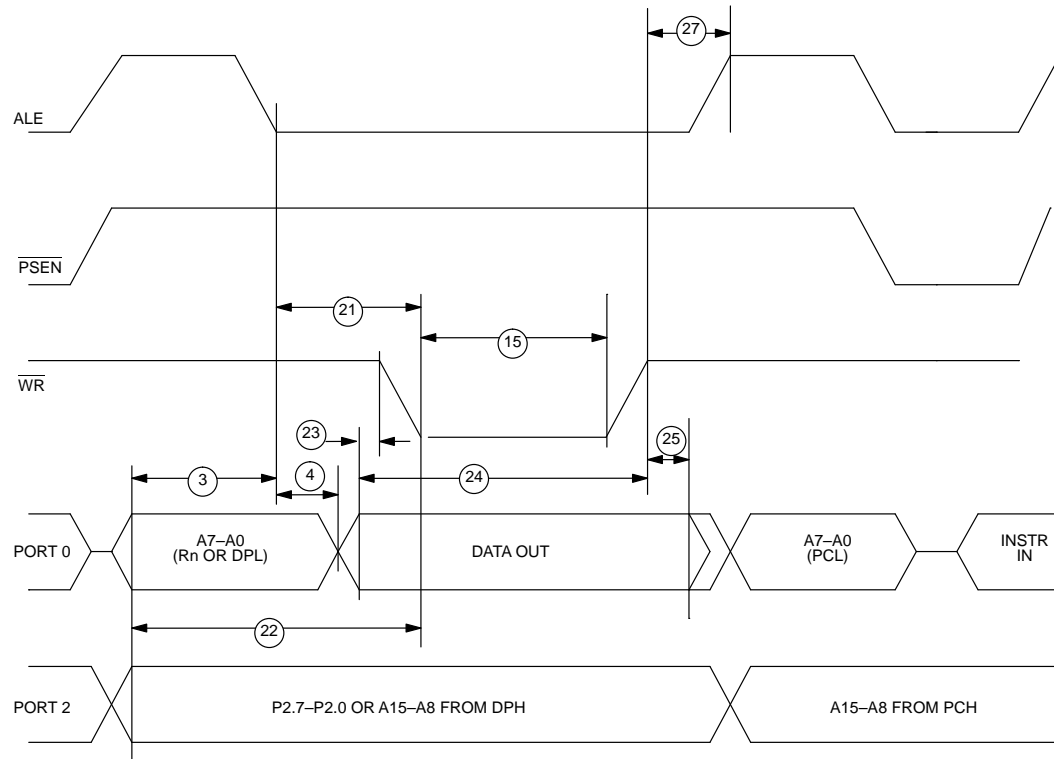 27
ALE
PSEN
21
15
WR
23
25
3
4
24
PORT 0
A7–A0
(Rn OR DPL)
DATA OUT
A7–A0
(PCL)
INSTR
IN
22
PORT 2
P2.7–P2.0 OR A15–A8 FROM DPH
A15–A8 FROM PCH